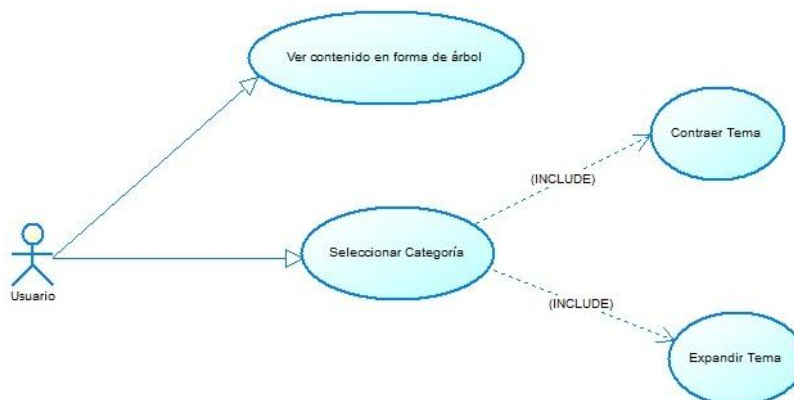 Ver contenido en forma de árbol
Contraer Tema
(INCLUDE)
Seleccionar Categoría
Usuario
(INCLUDE)
Expandir Tema